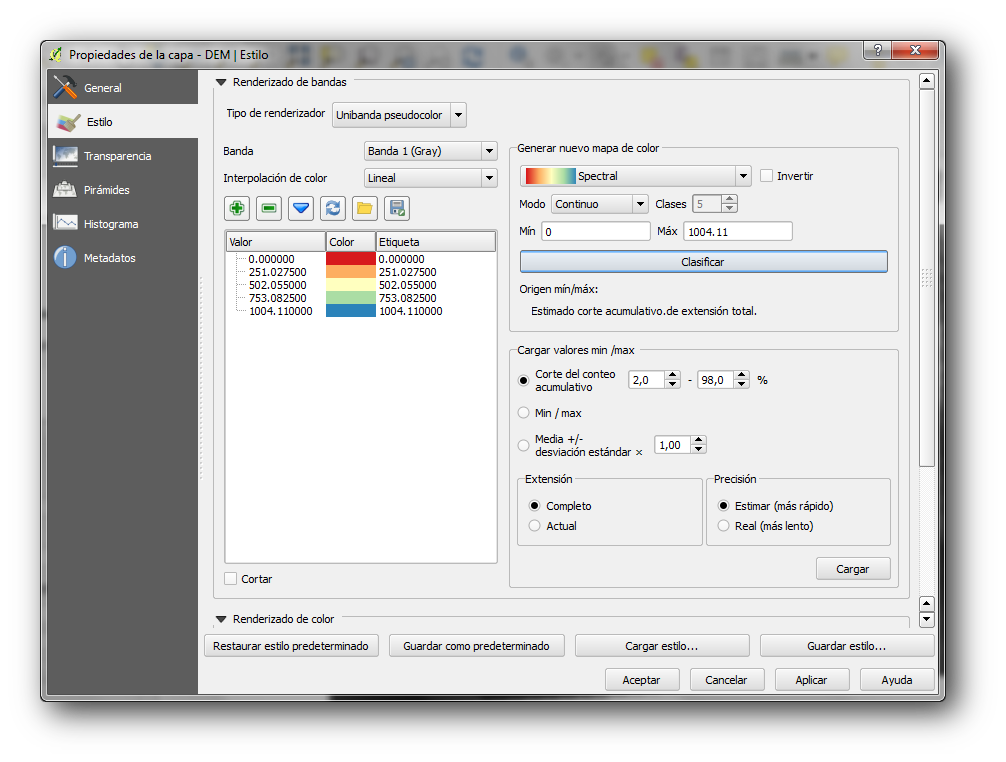 Propiedades de la capa - DEM | Estilo
?
General
Estilo
Transparencia
Pirámides
Histograma
Metadatos
Renderizado de bandas
Tipo de renderizador Unibanda pseudocolor
Banda Banda 1 (Gray)
Interpolación de color Lineal
Valor Color Etiqueta
0.000000 0.000000
251.027500 251.027500
502.055000 502.055000
753.082500 753.082500
1004.110000 1004.110000
Cortar
Generar nuevo mapa de color
Spectral Invertir
Modo Continuo Clases 5
Mín 0 Máx 1004.11
Clasificar
Origen mín/máx:
Estimado corte acumulativo.de extensión total.
Cargar valores min /max
Corte del conteo
acumulativo 2,0 - 98,0 %
Min / max
Media +/-
desviación estándar × 1,00
Extensión
Completo
Actual
Precisión
Estimar (más rápido)
Real (más lento)
Cargar
Renderizado de color
Restaurar estilo predeterminado Guardar como predeterminado Cargar estilo... Guardar estilo...
Aceptar Cancelar Aplicar Ayuda